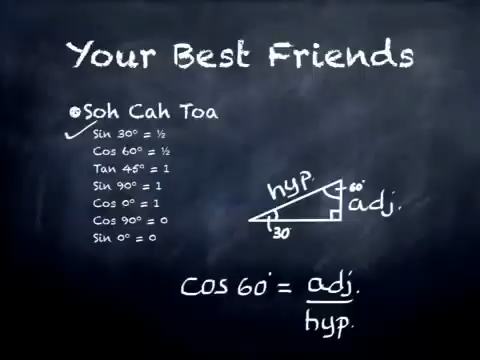 Your Best Friends
Soh Cah Toa
Sin 30° = ½
Cos 60° = ½
Tan 45° = 1
Sin 90° = 1
Cos 0° = 1
Cos 90° = 0
Sin 0° = 0
hyp.
60°
adj.
30°
cos 60° = adj.
hyp.